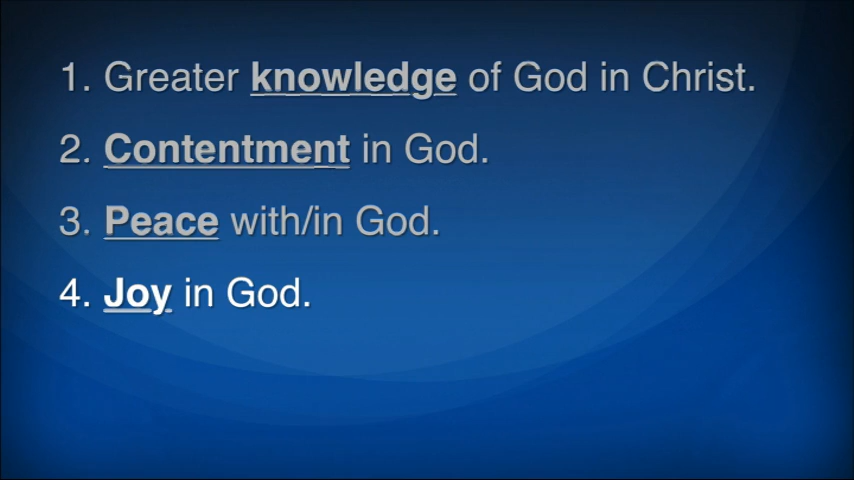 1. Greater knowledge of God in Christ.
2. Contentment in God.
3. Peace with/in God.
4. Joy in God.